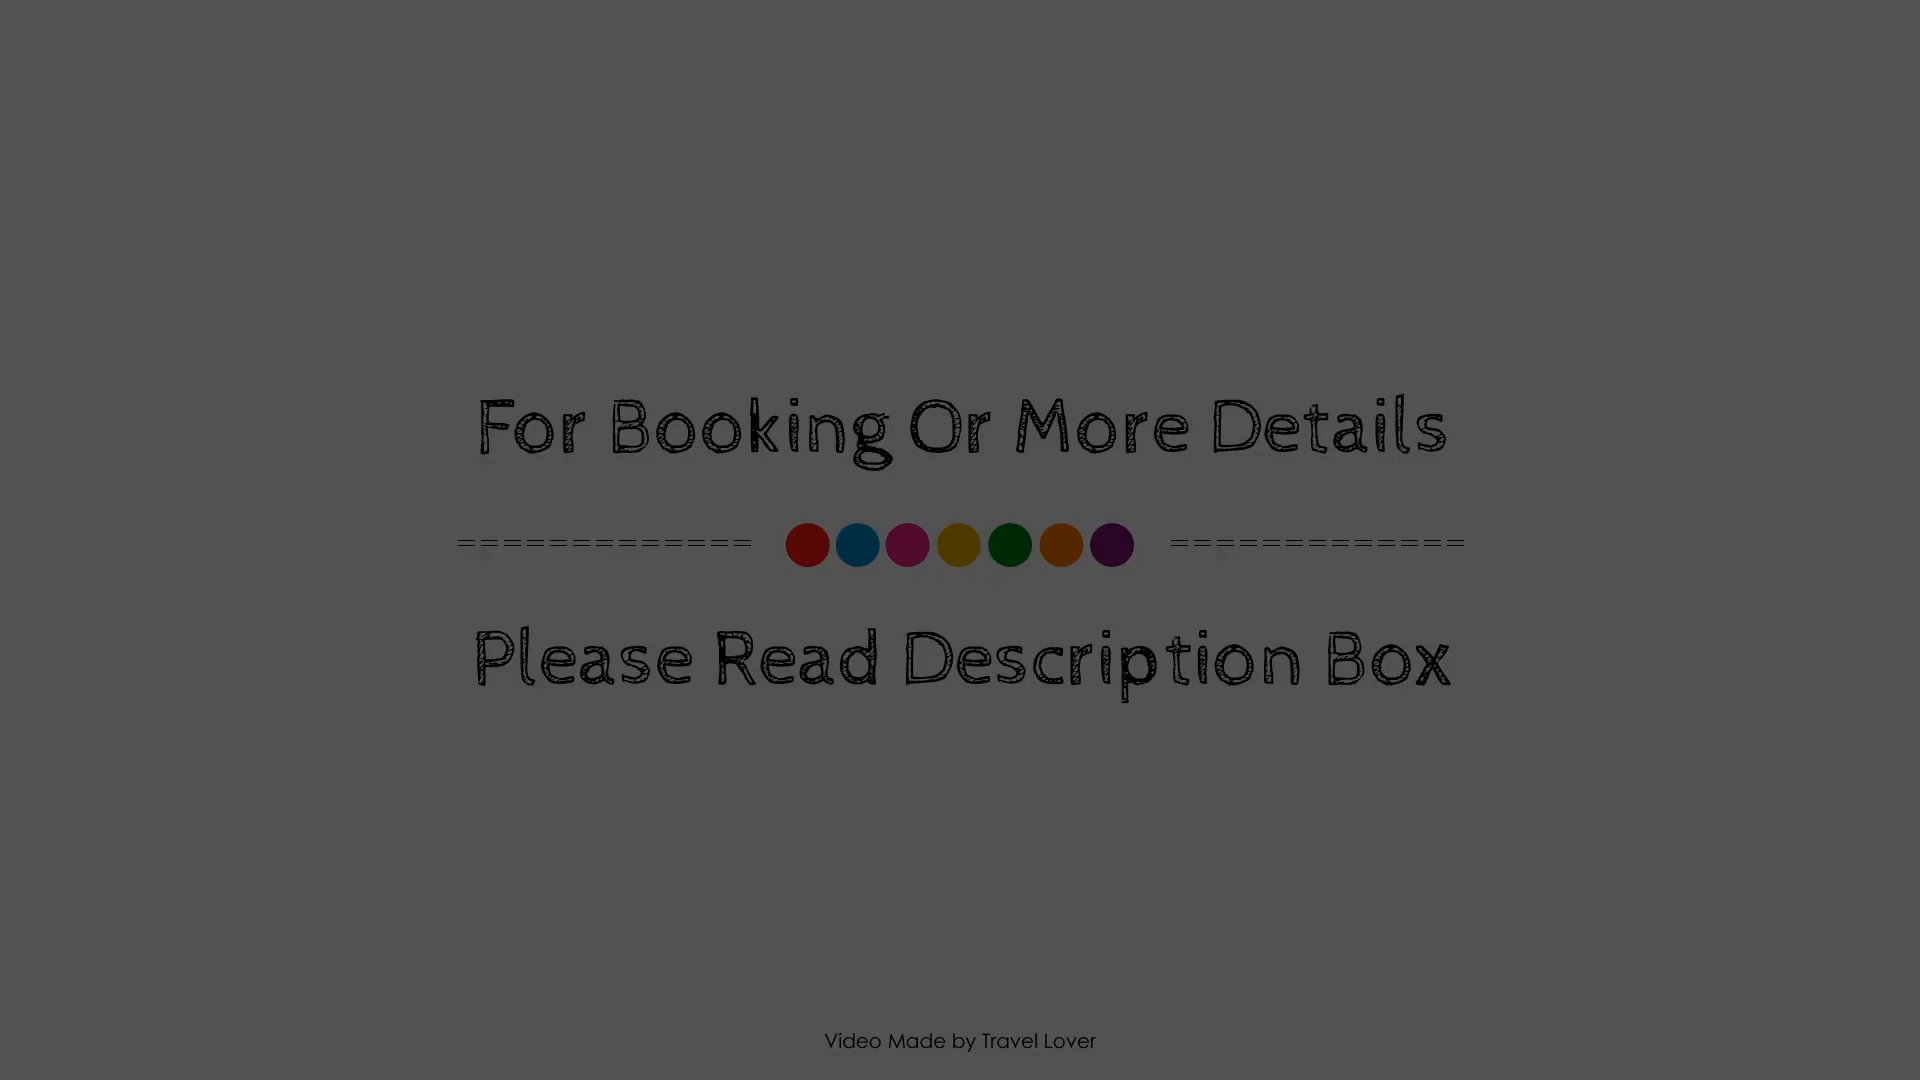 For Booking Or More Details
============= =============
Please Read Description Box
Video Made by Travel Lover